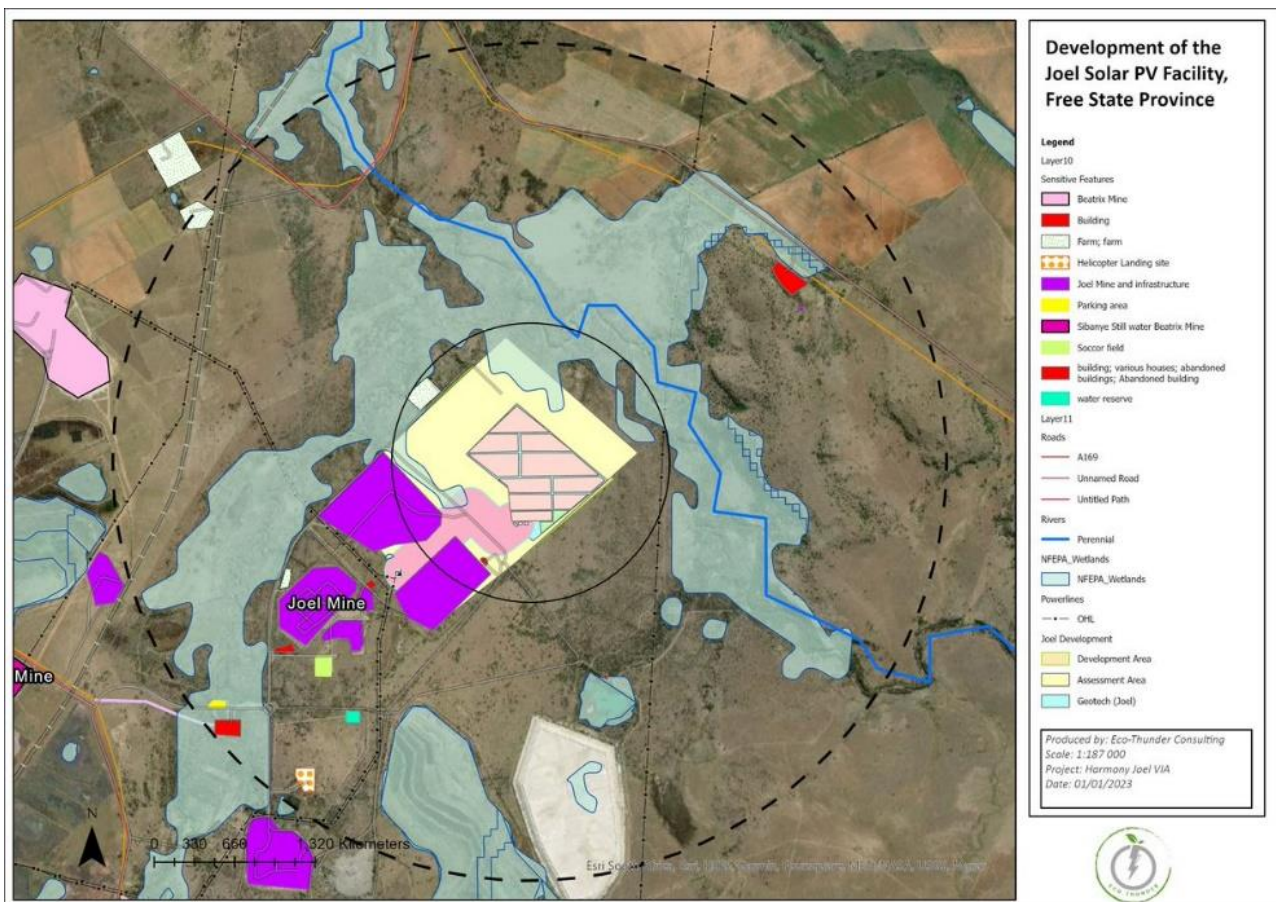 Development of the
Joel Solar PV Facility,
Free State Province
Legend
Layer10
Sensitive Features
Beatrix Mine
Building
Farm; farm
Helicopter Landing site
Joel Mine and infrastructure
Parking area
Sibanye Still water Beatrix Mine
Soccor field
building; various houses; abandoned
buildings; Abandoned building
water reserve
Layer11
Roads
A169
Unnamed Road
Untitled Path
Rivers
Perennial
NFEPA_Wetlands
NFEPA_Wetlands
Powerlines
OHL
Joel Development
Development Area
Assessment Area
Geotech (Joel)
Produced by: Eco-Thunder Consulting
Scale: 1:187 000
Project: Harmony Joel VIA
Date: 01/01/2023
Joel Mine
Mine
N
0 330 660 1,320 Kilometers
Esri
ECO THUNDER